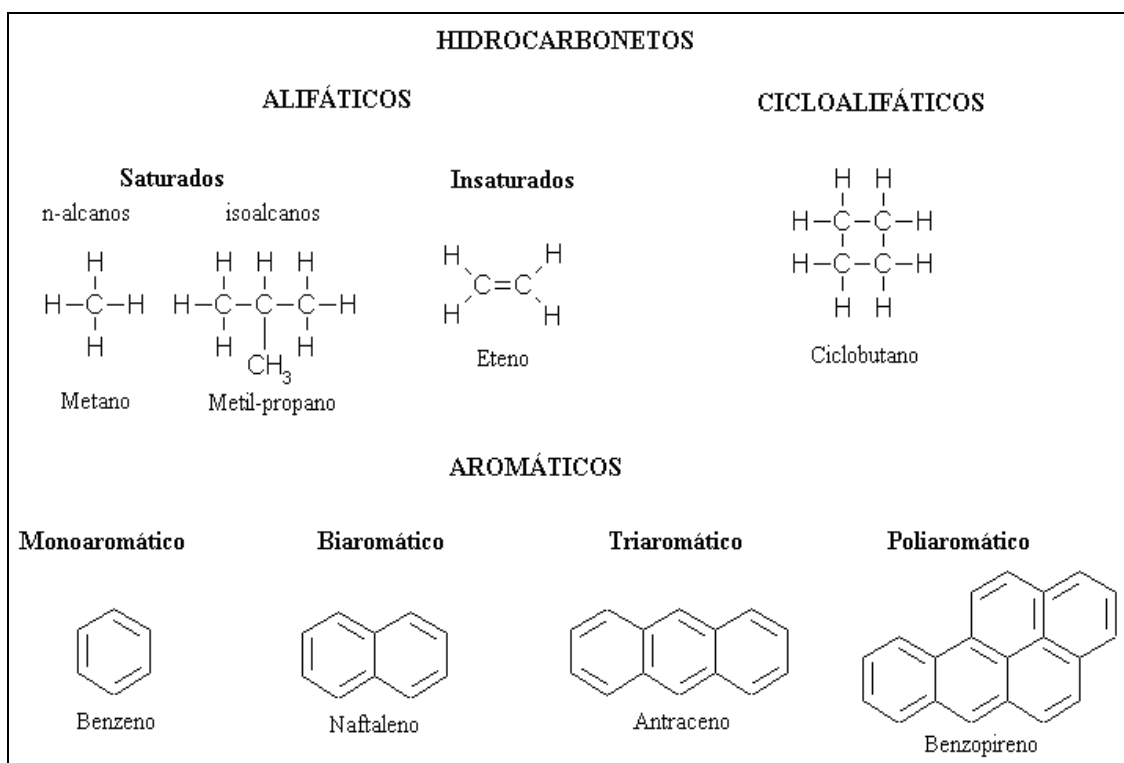 HIDROCARBONETOS
ALIFÁTICOS
CICLOALIFÁTICOS
Saturados
Insaturados
n-alcanos
isoalcanos
H
H–C–H
H
Metano
H H H
H–C–C–C–H
H H
CH3
Metil-propano
H H
C=C
H H
Eteno
H H
H–C–C–H
H–C–C–H
H H
Ciclobutano
AROMÁTICOS
Monoaromático
Biaromático
Triaromático
Poliaromático
Benzeno
Naftaleno
Antraceno
Benzopireno